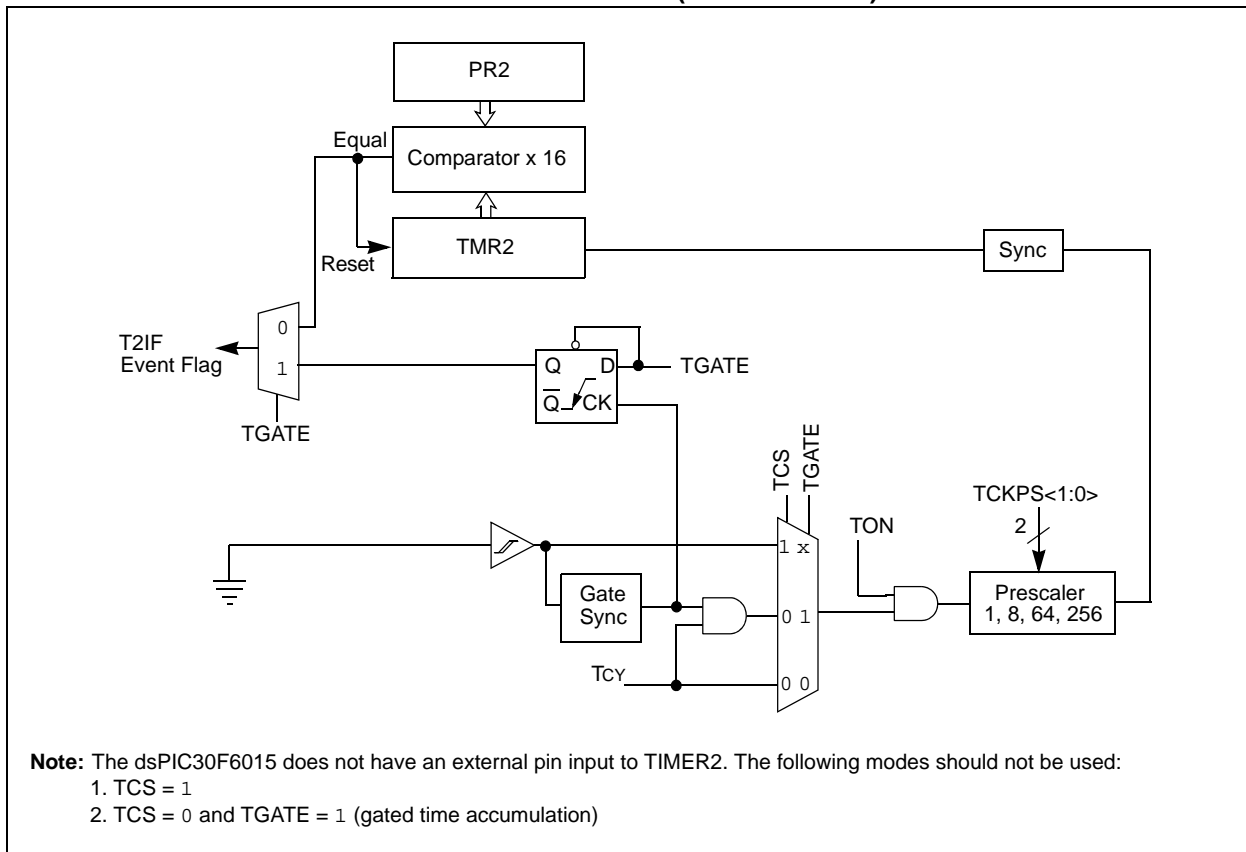 PR2
Equal
Comparator x 16
TMR2
Reset
Sync
0
1
T2IF
Event Flag
TGATE
Q
D
Q
CK
TGATE
TCS
TGATE
TCKPS<1:0>
2
TON
1 x
Gate
Sync
0 1
Prescaler
1, 8, 64, 256
TCY
0 0
Note: The dsPIC30F6015 does not have an external pin input to TIMER2. The following modes should not be used:
1. TCS = 1
2. TCS = 0 and TGATE = 1 (gated time accumulation)